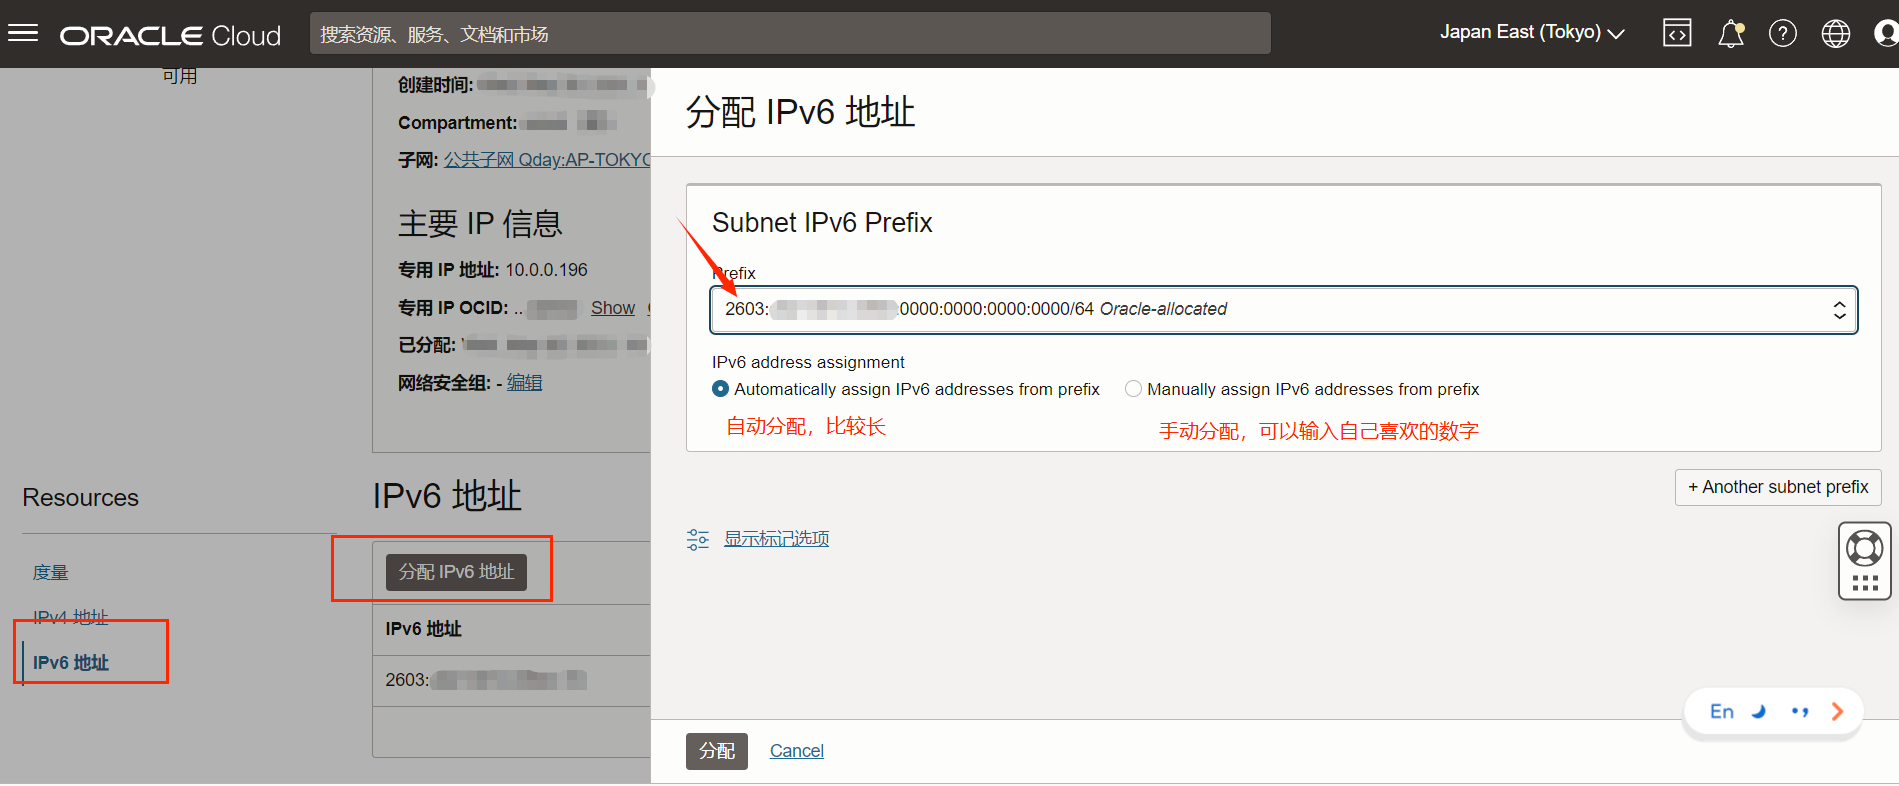 ORACLE Cloud
搜索资源、服务、文档和市场
Japan East (Tokyo)
可用
创建时间:
Compartment:
子网: 公共子网 Qday:AP-TOKYO
主要 IP 信息
专用 IP 地址: 10.0.0.196
专用 IP OCID: ... Show
已分配:
网络安全组: - 编辑
Resources
度量
IPv4 地址
IPv6 地址
IPv6 地址
分配 IPv6 地址
IPv6 地址
2603:
分配 IPv6 地址
Subnet IPv6 Prefix
Prefix
2603: :0000:0000:0000:0000/64 Oracle-allocated
IPv6 address assignment
Automatically assign IPv6 addresses from prefix
Manually assign IPv6 addresses from prefix
自动分配，比较长
手动分配，可以输入自己喜欢的数字
+ Another subnet prefix
显示标记选项
En
分配
Cancel